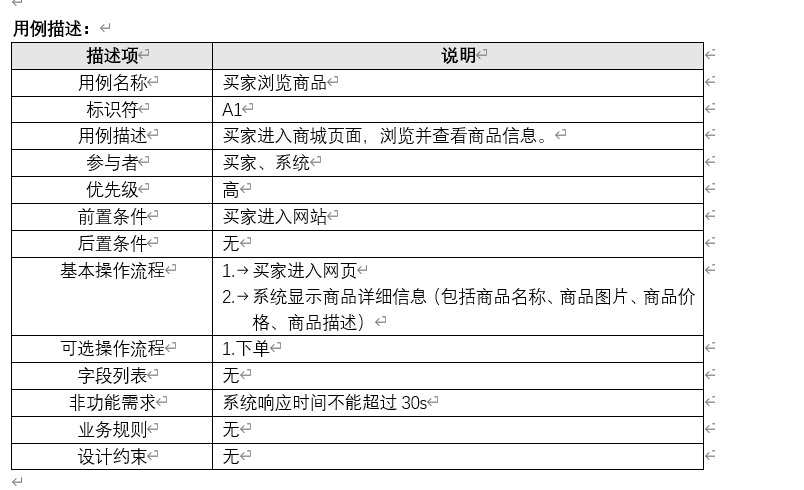 用例描述：
描述项 说明
用例名称 买家浏览商品
标识符 A1
用例描述 买家进入商城页面，浏览并查看商品信息。
参与者 买家、系统
优先级 高
前置条件 买家进入网站
后置条件 无
基本操作流程 1.→买家进入网页
2.→系统显示商品详细信息（包括商品名称、商品图片、商品价
格、商品描述）
可选操作流程 1.下单
字段列表 无
非功能需求 系统响应时间不能超过 30s
业务规则 无
设计约束 无